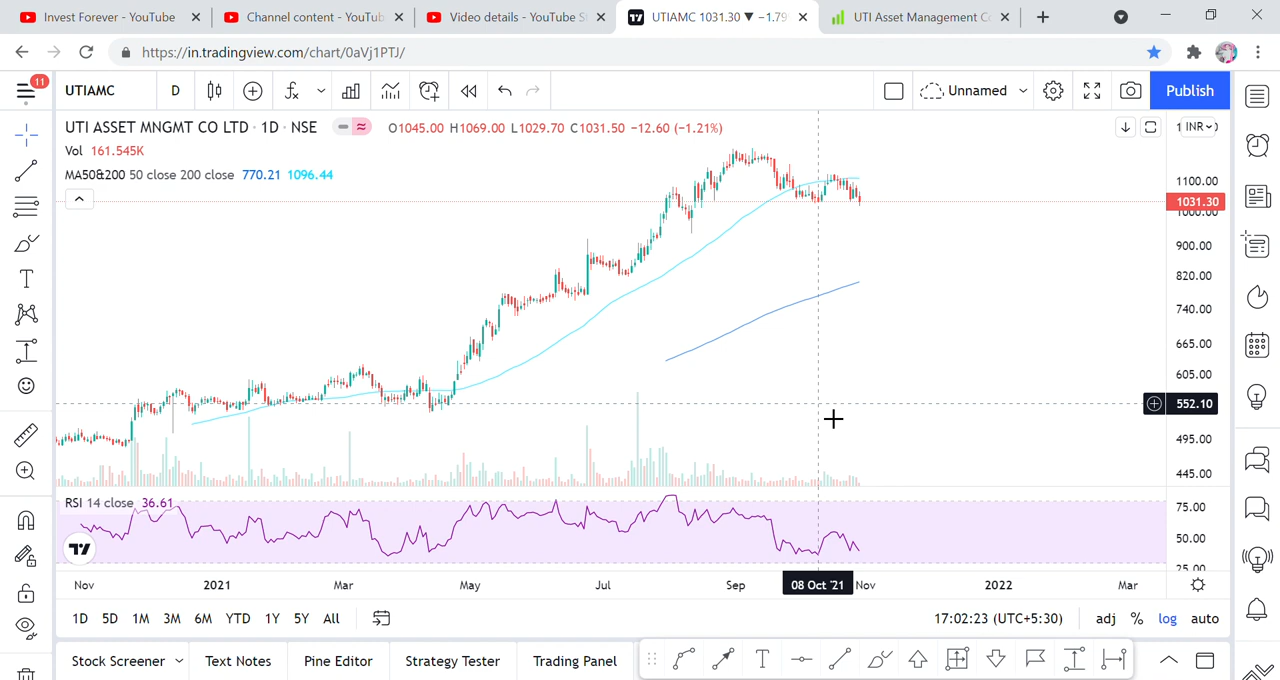 Invest Forever - YouTube
Channel content - YouTub
Video details - YouTube S
UTIAMC 1031.30 ▼ −1.79
UTI Asset Management C
https://in.tradingview.com/chart/0aVj1PTJ/
11
UTIAMC
D
Unnamed
Publish
UTI ASSET MNGMT CO LTD · 1D · NSE
O1045.00 H1069.00 L1029.70 C1031.50 −12.60 (−1.21%)
INR
Vol 161.545K
MA50&200 50 close 200 close 770.21 1096.44
1100.00
1031.30
1000.00
900.00
820.00
740.00
665.00
605.00
552.10
495.00
445.00
RSI 14 close 36.61
75.00
50.00
25.00
Nov 2021 Mar May Jul Sep 08 Oct '21 Nov 2022 Mar
1D 5D 1M 3M 6M YTD 1Y 5Y All
17:02:23 (UTC+5:30) adj % log auto
Stock Screener Text Notes Pine Editor Strategy Tester Trading Panel